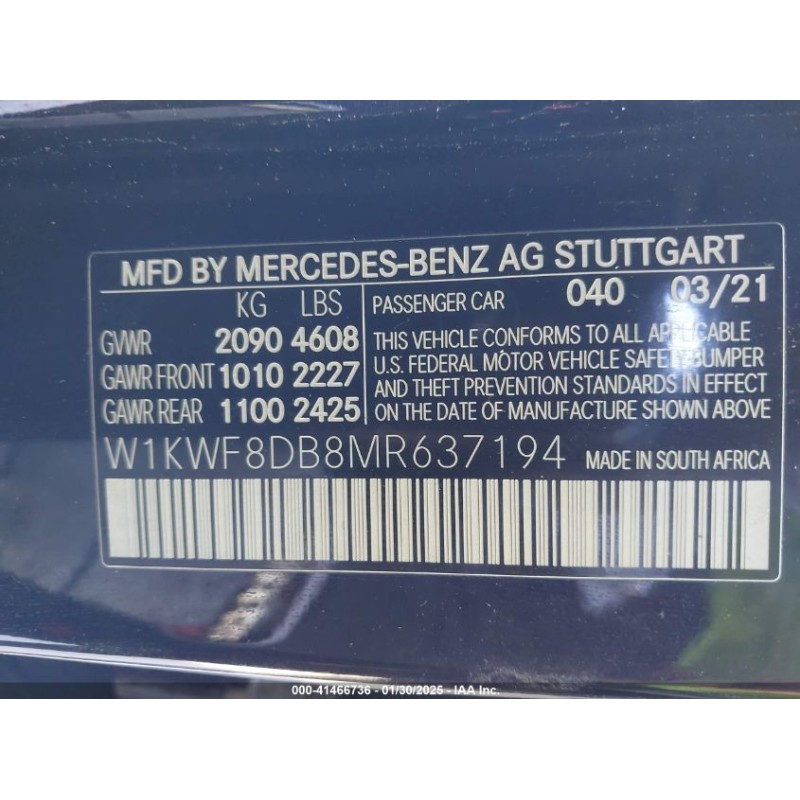 MFD BY MERCEDES-BENZ AG STUTTGART
KG LBS PASSENGER CAR 040 03/21
GVWR 2090 4608 THIS VEHICLE CONFORMS TO ALL APPLICABLE
U.S. FEDERAL MOTOR VEHICLE SAFETY, BUMPER
GAWR FRONT 1010 2227 AND THEFT PREVENTION STANDARDS IN EFFECT
GAWR REAR 1100 2425 ON THE DATE OF MANUFACTURE SHOWN ABOVE
W1KWF8DB8MR637194 MADE IN SOUTH AFRICA
000-41466736 - 01/30/2025 - IAA Inc.